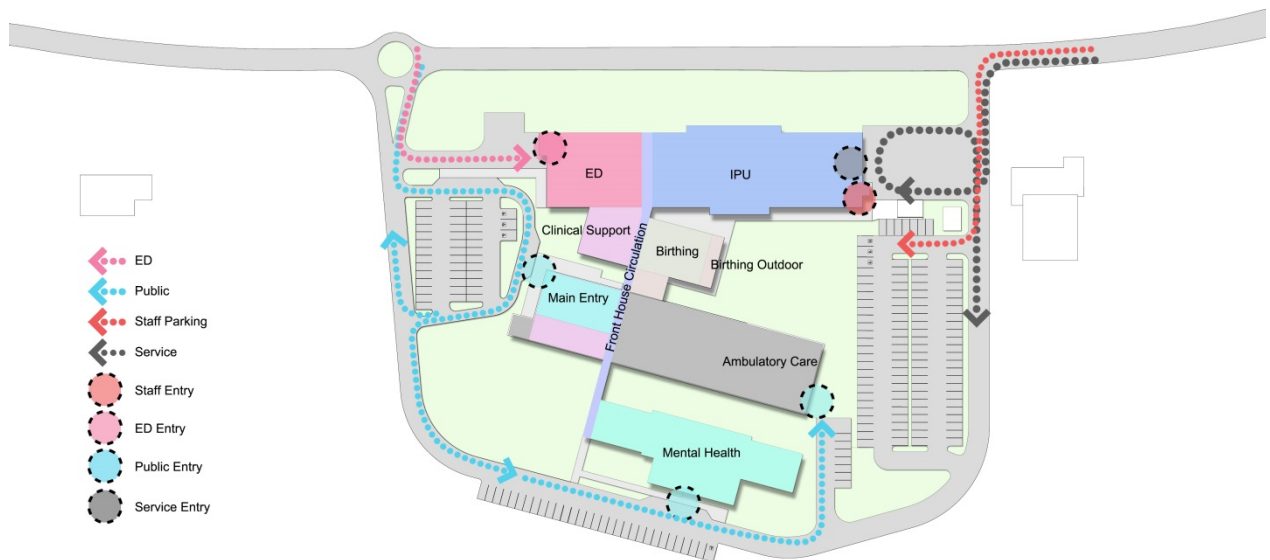 ED
IPU
Clinical Support
Birthing
Birthing Outdoor
Front House Circulation
Main Entry
Ambulatory Care
Mental Health
ED
Public
Staff Parking
Service
Staff Entry
ED Entry
Public Entry
Service Entry